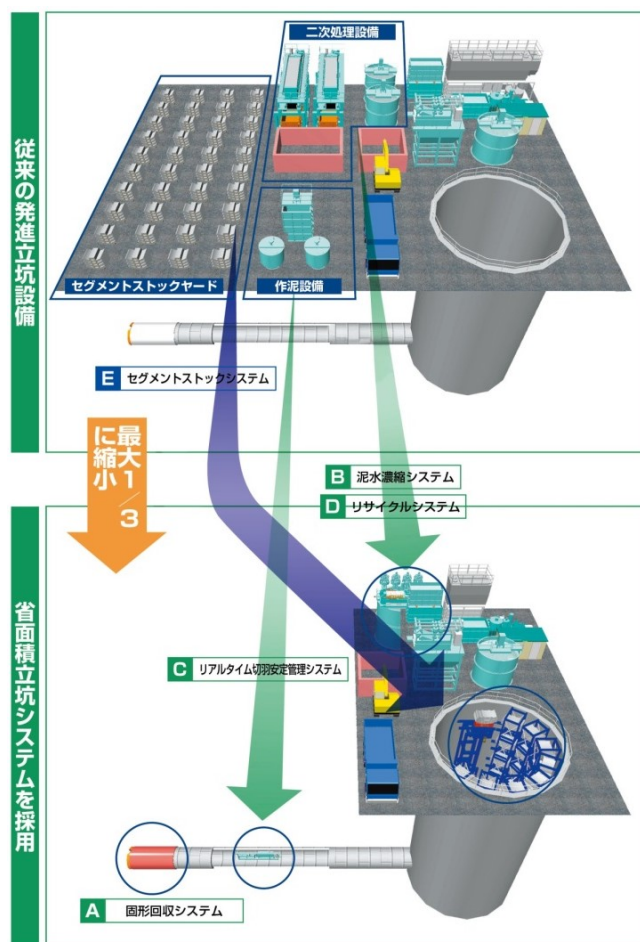 従来の発進立坑設備
二次処理設備
セグメントストックヤード
作泥設備
E セグメントストックシステム
最大1/3
に縮小
B 泥水濃縮システム
D リサイクルシステム
省面積立坑システムを採用
C リアルタイム切羽安定管理システム
A 固形回収システム